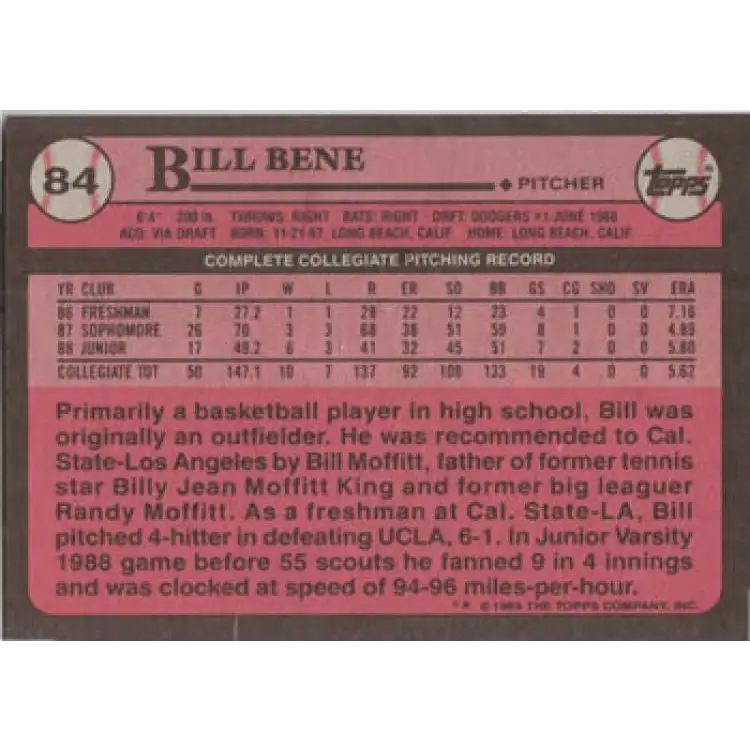 84
BILL BENE
PITCHER
Topps®
6'4" 200 lb. THROWS: RIGHT BATS: RIGHT DRAFT: DODGERS #1-JUNE 1988
ACQ: VIA DRAFT BORN: 11-21-67, LONG BEACH, CALIF. HOME: LONG BEACH, CALIF.
COMPLETE COLLEGIATE PITCHING RECORD
YR CLUB G IP W L R ER SO BB GS CG SHO SV ERA
86 FRESHMAN 7 27.2 1 1 28 22 12 23 4 1 0 0 7.16
87 SOPHOMORE 26 70 3 3 68 38 51 59 8 1 0 0 4.89
88 JUNIOR 17 49.2 6 3 41 32 45 51 7 2 0 0 5.80
COLLEGIATE TOT 50 147.1 10 7 137 92 108 133 19 4 0 0 5.62
Primarily a basketball player in high school, Bill was
originally an outfielder. He was recommended to Cal.
State-Los Angeles by Bill Moffitt, father of former tennis
star Billy Jean Moffitt King and former big leaguer
Randy Moffitt. As a freshman at Cal. State-LA, Bill
pitched 4-hitter in defeating UCLA, 6-1. In Junior Varsity
1988 game before 55 scouts he fanned 9 in 4 innings
and was clocked at speed of 94-96 miles-per-hour.
© 1989 THE TOPPS COMPANY, INC.